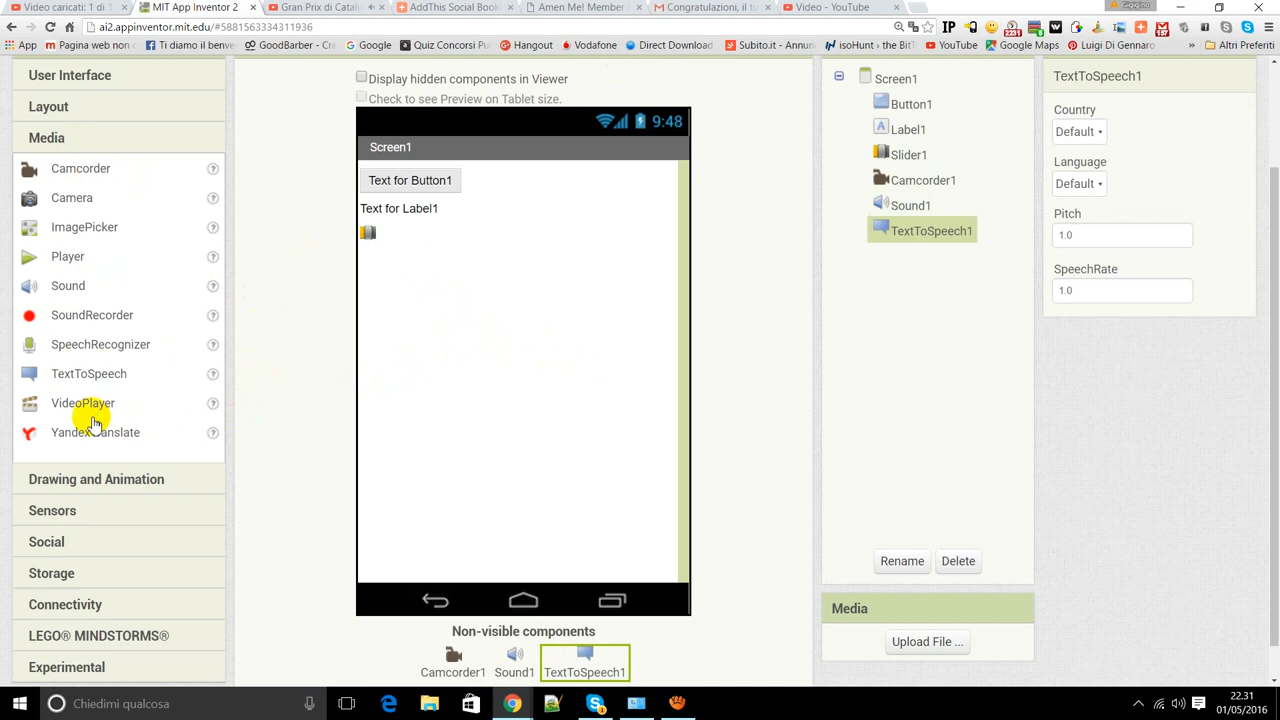 Video caricati: 1 di 1
MIT App Inventor 2
Gran Prix di Catal
AddThis Social Book
Amen Me! Member
Congratulazioni, il t
Video - YouTube
Gigigino
ai2.appinventor.mit.edu/#5881563334311936
IP
2231
157
App
Pagina web non
Ti diamo il benve
GoodBarber - Go
Google
Quiz Concorsi Pu
Hangout
Vodafone
Direct Download
Subito.it - Annu
isoHunt - the BitT
YouTube
Google Maps
Luigi Di Gennaro
»
Altri Preferiti
User Interface
Layout
Media
Camcorder
Camera
ImagePicker
Player
Sound
SoundRecorder
SpeechRecognizer
TextToSpeech
VideoPlayer
Drawing and Animation
Sensors
Social
Storage
Connectivity
LEGO® MINDSTORMS®
Experimental
Display hidden components in Viewer
Check to see Preview on Tablet size.
9:48
Screen1
Text for Button1
Text for Label1
Non-visible components
Camcorder1
Sound1
TextToSpeech1
Screen1
Button1
Label1
Slider1
Camcorder1
Sound1
TextToSpeech1
Rename
Delete
Media
Upload File ...
TextToSpeech1
Country
Default
Language
Default
Pitch
1.0
SpeechRate
1.0
Chiedimi qualcosa
22.31
01/05/2016